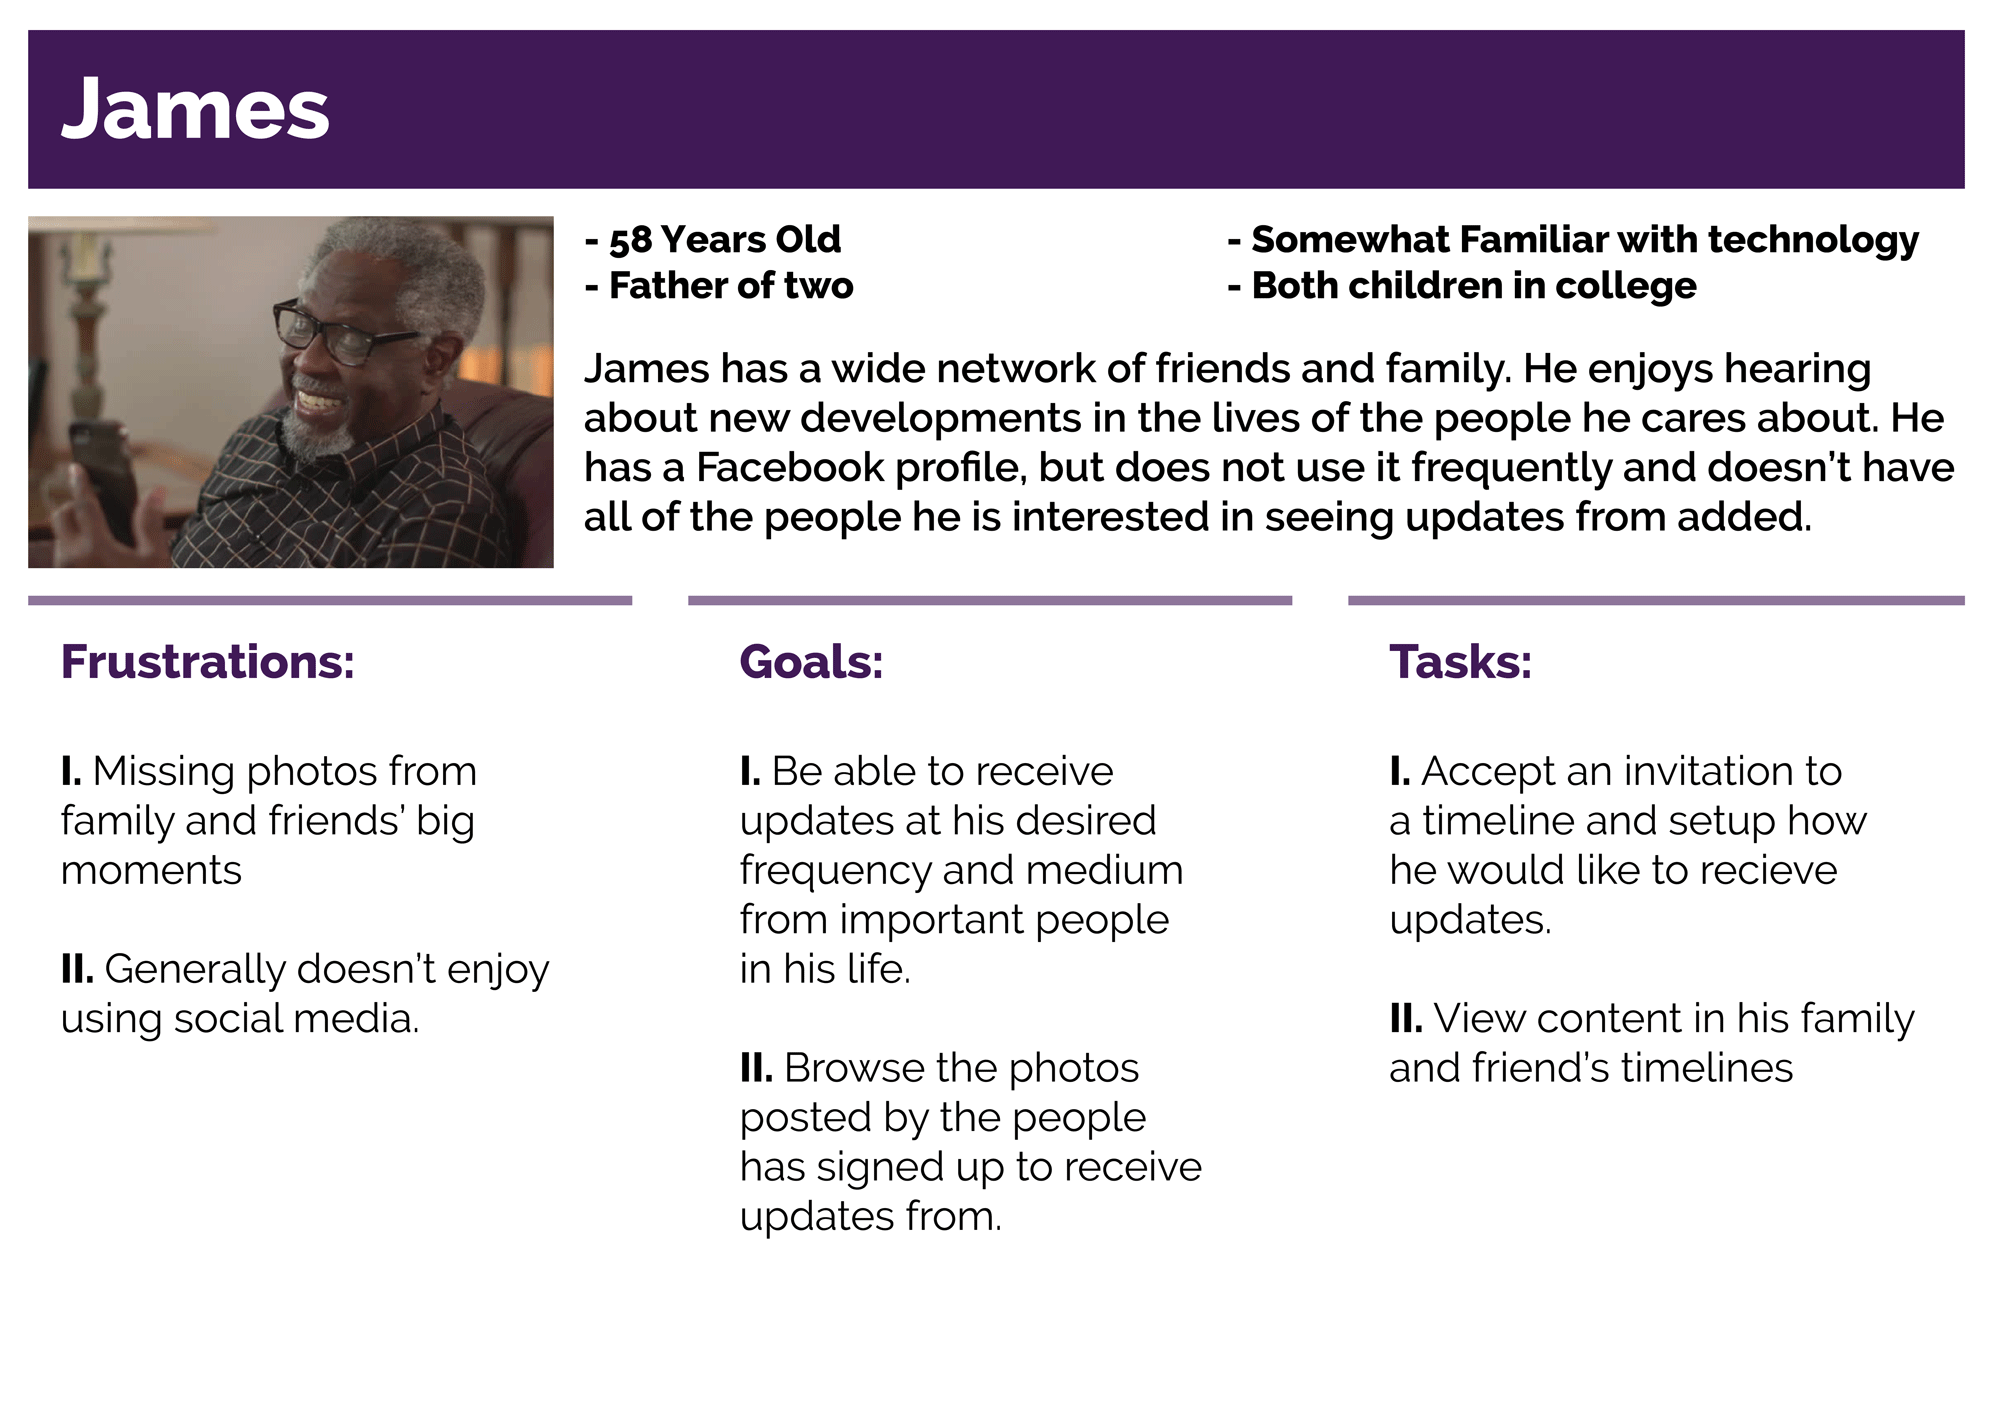 James
- 58 Years Old
- Father of two
- Somewhat Familiar with technology
- Both children in college
James has a wide network of friends and family. He enjoys hearing
about new developments in the lives of the people he cares about. He
has a Facebook profile, but does not use it frequently and doesn’t have
all of the people he is interested in seeing updates from added.
Frustrations:
I. Missing photos from
family and friends’ big
moments
II. Generally doesn’t enjoy
using social media.
Goals:
I. Be able to receive
updates at his desired
frequency and medium
from important people
in his life.
II. Browse the photos
posted by the people
has signed up to receive
updates from.
Tasks:
I. Accept an invitation to
a timeline and setup how
he would like to recieve
updates.
II. View content in his family
and friend’s timelines